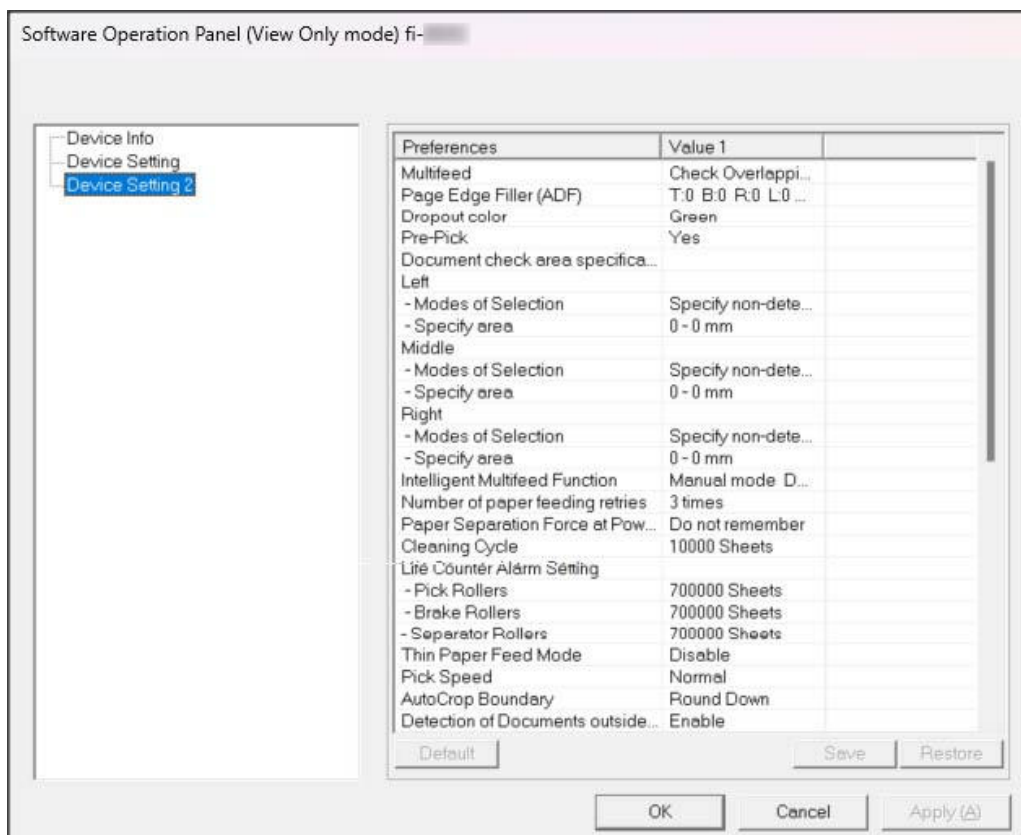 Software Operation Panel (View Only mode) fi-
Device Info
Device Setting
Device Setting 2
Preferences Value 1
Multifeed Check Overlappi...
Page Edge Filler (ADF) T:0 B:0 R:0 L:0 ...
Dropout color Green
Pre-Pick Yes
Document check area specifica...
Left
- Modes of Selection Specify non-dete...
- Specify area 0 - 0 mm
Middle
- Modes of Selection Specify non-dete...
- Specify area 0 - 0 mm
Right
- Modes of Selection Specify non-dete...
- Specify area 0 - 0 mm
Intelligent Multifeed Function Manual mode D...
Number of paper feeding retries 3 times
Paper Separation Force at Pow... Do not remember
Cleaning Cycle 10000 Sheets
Life Counter Alarm Setting
- Pick Rollers 700000 Sheets
- Brake Rollers 700000 Sheets
- Separator Rollers 700000 Sheets
Thin Paper Feed Mode Disable
Pick Speed Normal
AutoCrop Boundary Round Down
Detection of Documents outside... Enable
Default Save Restore
OK Cancel Apply (A)